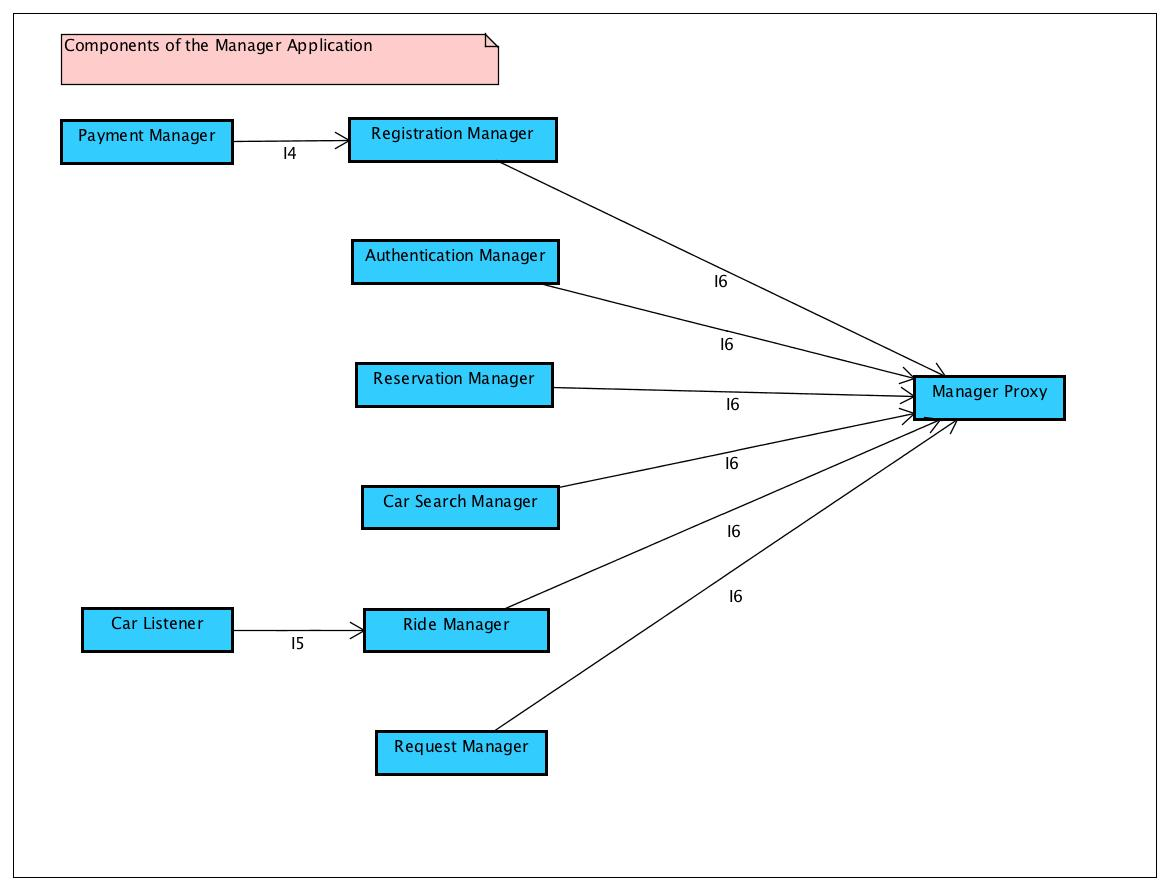 Components of the Manager Application
Payment Manager
I4
Registration Manager
I6
Authentication Manager
I6
Reservation Manager
I6
Manager Proxy
Car Search Manager
I6
I6
Car Listener
I5
Ride Manager
I6
Request Manager